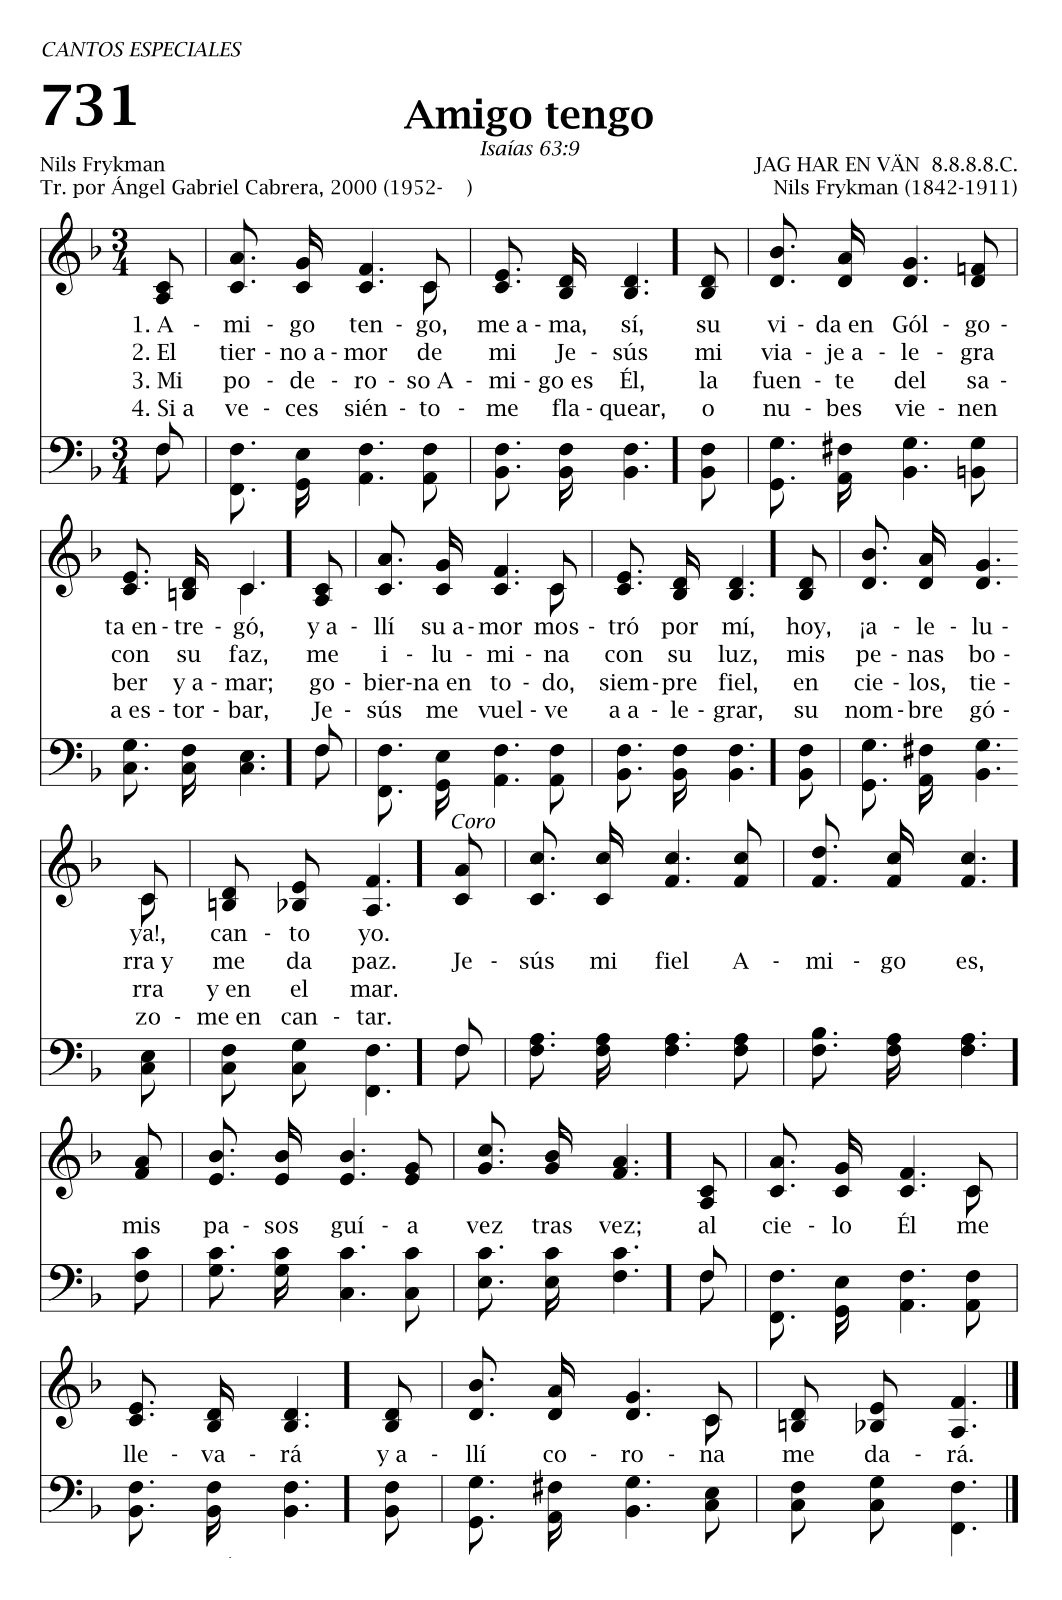 CANTOS ESPECIALES
731
Amigo tengo
Isaías 63:9
Nils Frykman
JAG HAR EN VÄN 8.8.8.8.C.
Tr. por Ángel Gabriel Cabrera, 2000 (1952- )
Nils Frykman (1842-1911)
3 4
1. A - mi - go ten - go, me a - ma, sí, su vi - da en Gól - go -
2. El tier - no a - mor de mi Je - sús mi via - je a - le - gra
3. Mi po - de - ro - so A - mi - go es Él, la fuen - te del sa -
4. Si a ve - ces sién - to - me fla - quear, o nu - bes vie - nen
3 4
ta en - tre - gó, y a - llí su a - mor mos - tró por mí, hoy, ¡a - le - lu -
con su faz, me i - lu - mi - na con su luz, mis pe - nas bo -
ber y a - mar; go - bier - na en to - do, siem - pre fiel, en cie - los, tie -
a es - tor - bar, Je - sús me vuel - ve a a - le - grar, su nom - bre gó -
Coro
ya!, can - to yo.
rra y me da paz. Je - sús mi fiel A - mi - go es,
rra y en el mar.
zo - me en can - tar.
mis pa - sos guí - a vez tras vez; al cie - lo Él me
lle - va - rá y a - llí co - ro - na me da - rá.